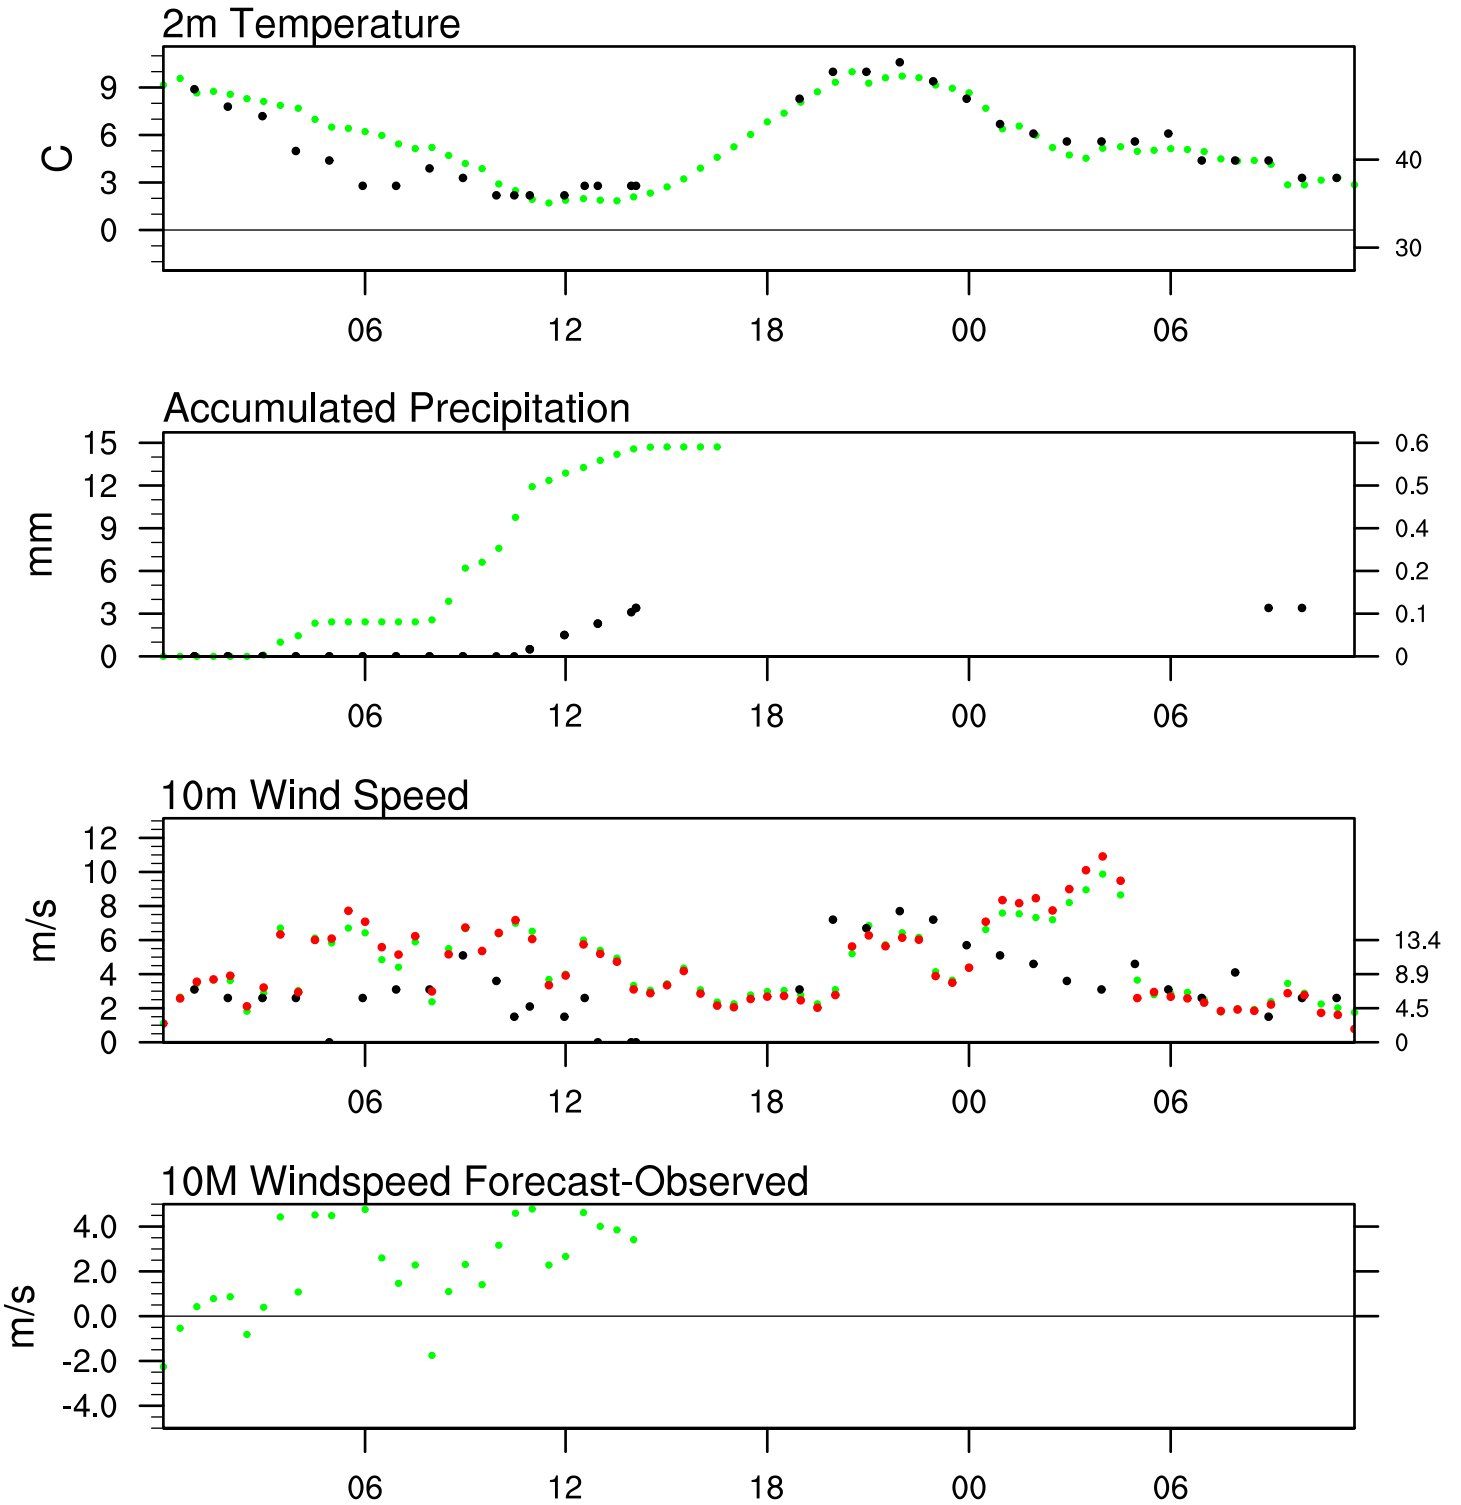 2m Temperature
C
9
6
3
0
40
30
06 12 18 00 06
Accumulated Precipitation
mm
15
12
9
6
3
0
0.6
0.5
0.4
0.2
0.1
0
06 12 18 00 06
10m Wind Speed
m/s
12
10
8
6
4
2
0
13.4
8.9
4.5
0
06 12 18 00 06
10M Windspeed Forecast-Observed
m/s
4.0
2.0
0.0
-2.0
-4.0
06 12 18 00 06